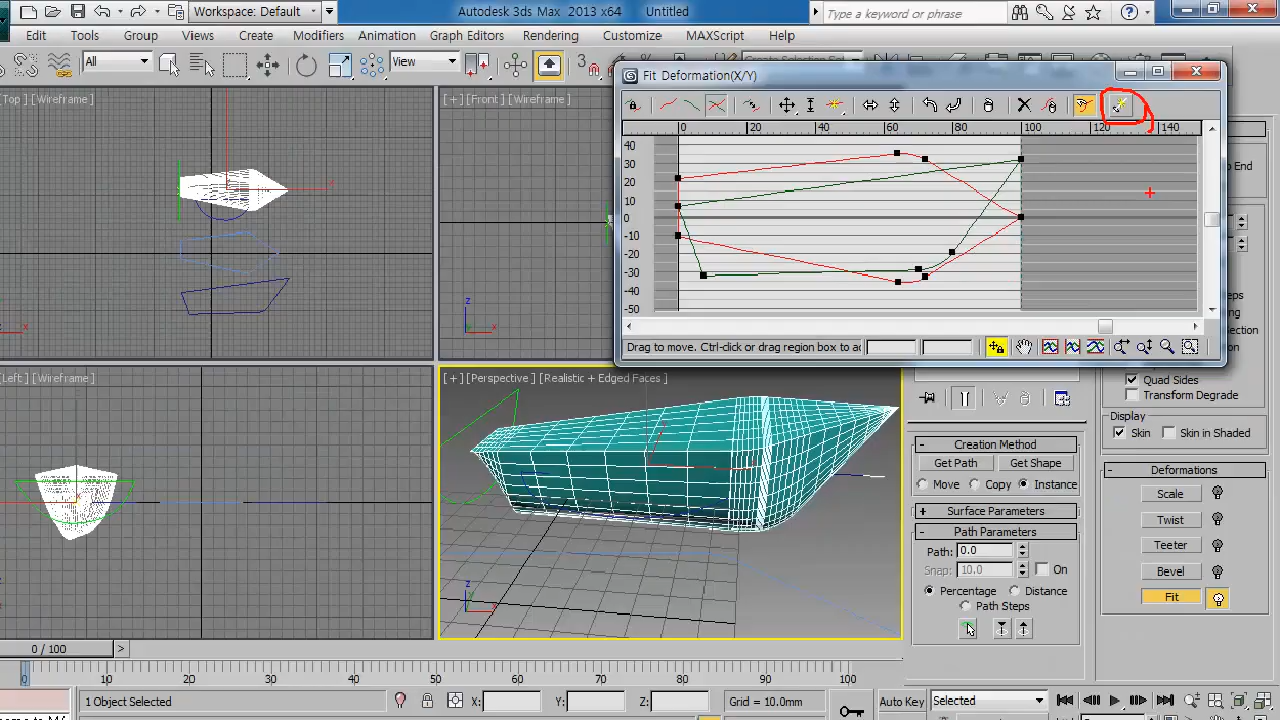 Workspace: Default
Autodesk 3ds Max  2013 x64
Untitled
Type a keyword or phrase
Edit
Tools
Group
Views
Create
Modifiers
Animation
Graph Editors
Rendering
Customize
MAXScript
Help
All
View
3
Fit Deformation(X/Y)
Top ] [Wireframe ]
[ + ] [Front ] [Wireframe ]
0
20
40
60
80
100
120
140
40
30
20
10
0
-10
-20
-30
-40
-50
to End
Drag to move. Ctrl-click or drag region box to ad
Left ] [Wireframe ]
[ + ] [Perspective ] [Realistic + Edged Faces ]
Quad Sides
Transform Degrade
Display
Skin
Skin in Shaded
- Creation Method
Get Path
Get Shape
Move
Copy
Instance
+ Surface Parameters
- Path Parameters
Path: 0.0
Snap: 10.0
On
Percentage
Distance
Path Steps
- Deformations
Scale
Twist
Teeter
Bevel
Fit
z
x
0 / 100
>
0
10
20
30
40
50
60
70
80
90
100
1 Object Selected
X:
Y:
Z:
Grid = 10.0mm
Auto Key
Selected